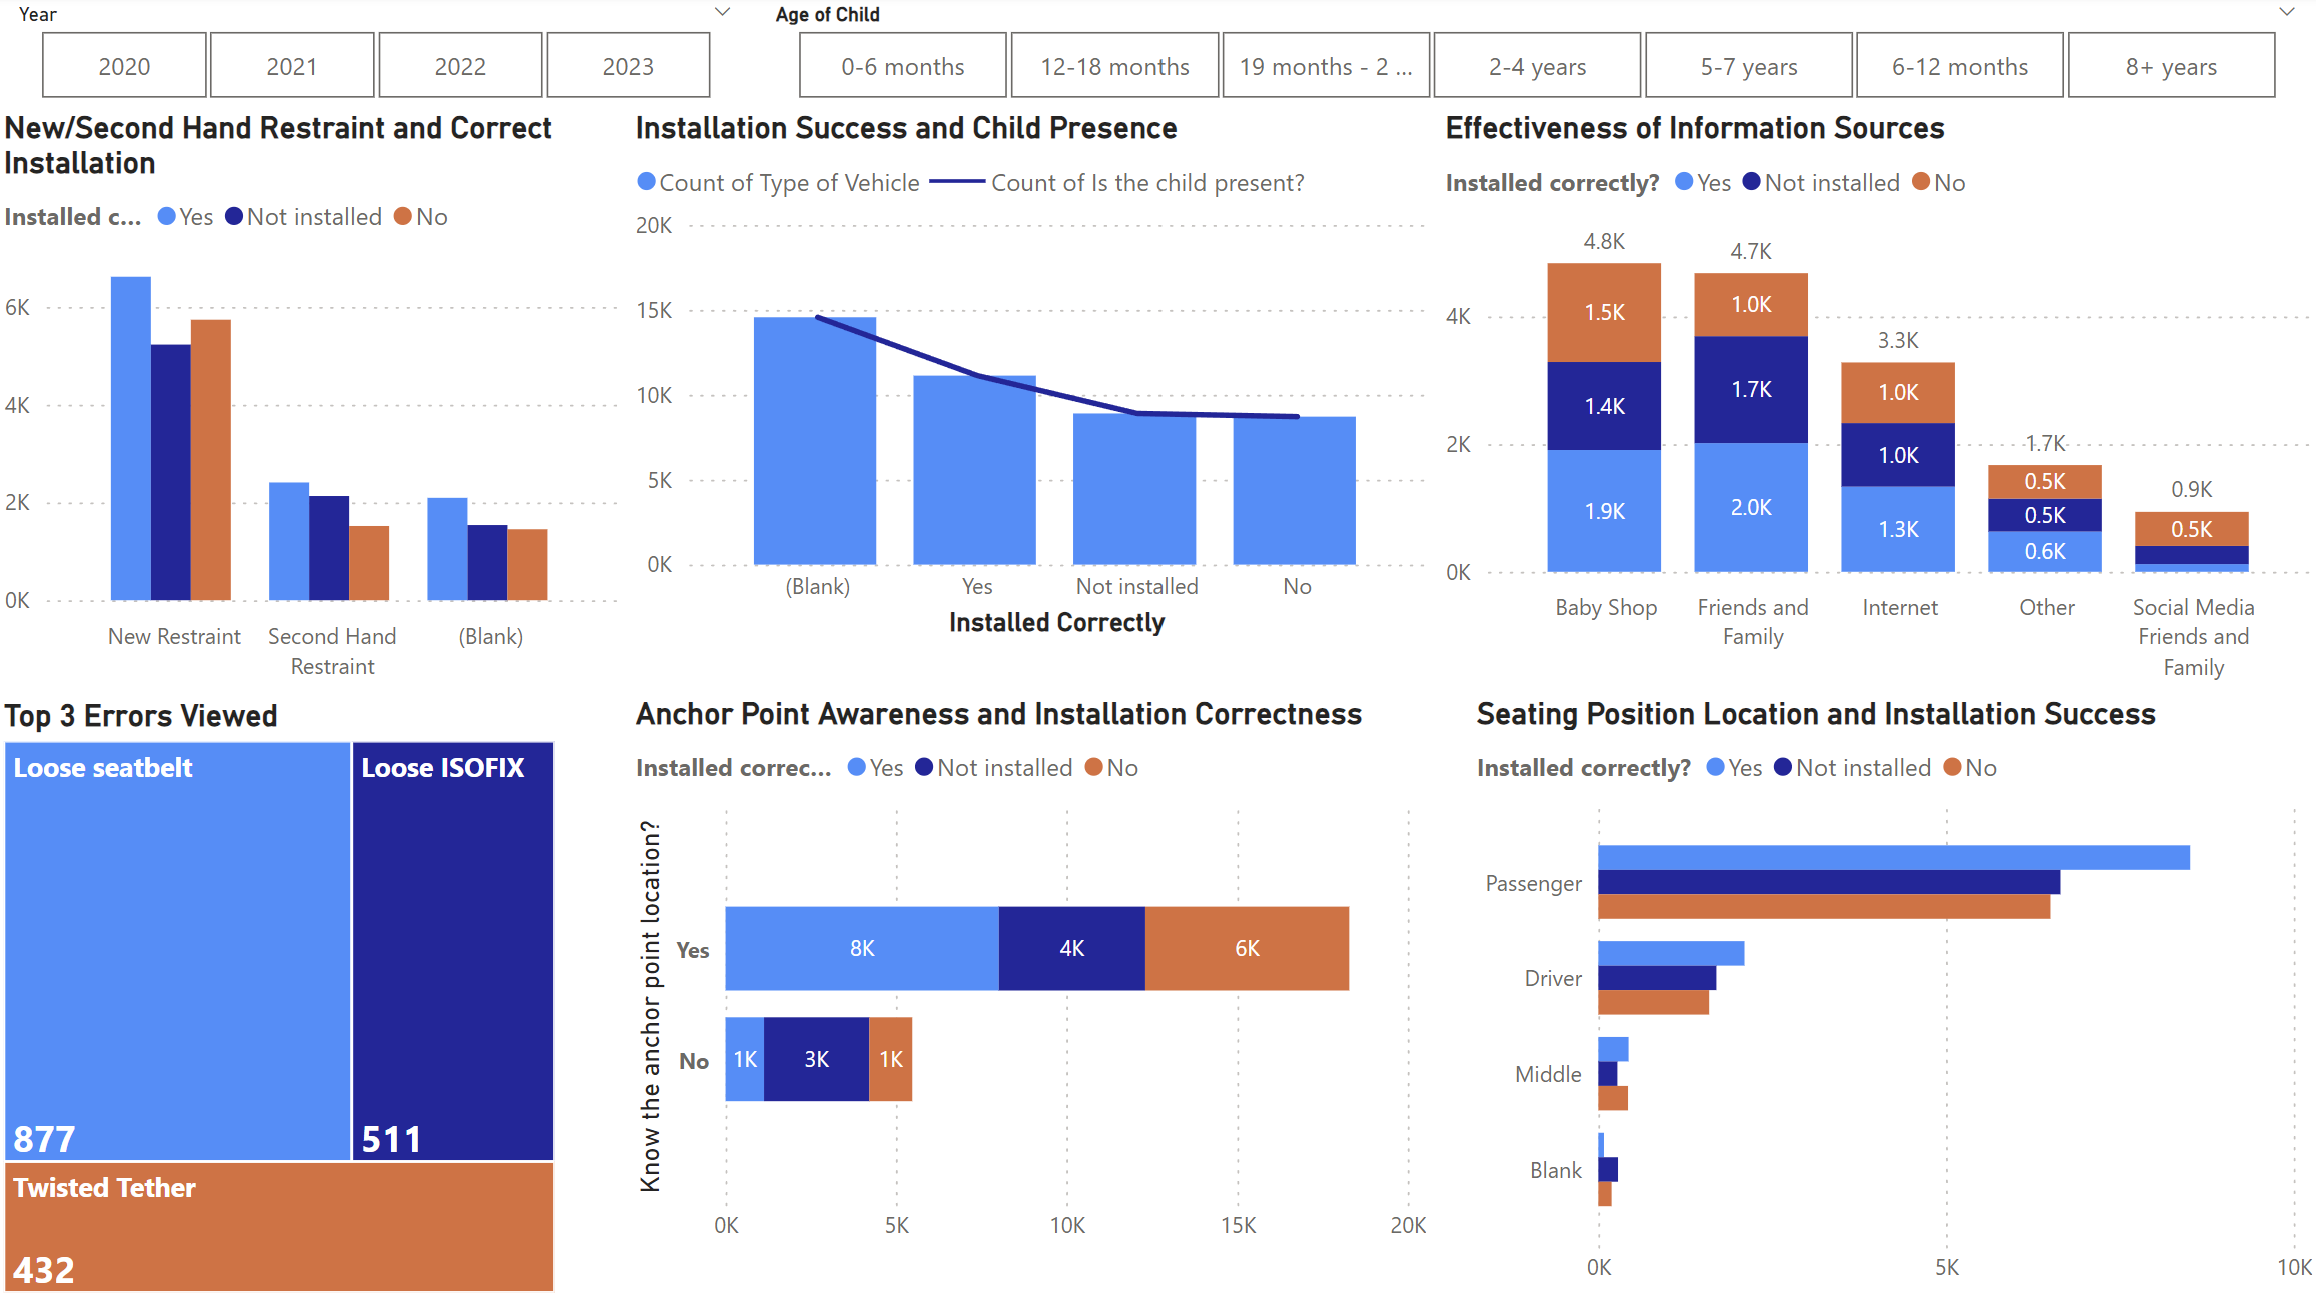 Year
Age of Child
2020
2021
2022
2023
0-6 months
12-18 months
19 months - 2 ...
2-4 years
5-7 years
6-12 months
8+ years
New/Second Hand Restraint and Correct
Installation
Installed c... Yes Not installed No
6K
4K
2K
0K
New Restraint
Second Hand
Restraint
(Blank)
Installation Success and Child Presence
Count of Type of Vehicle Count of Is the child present?
20K
15K
10K
5K
0K
(Blank)
Yes
Not installed
No
Installed Correctly
Effectiveness of Information Sources
Installed correctly? Yes Not installed No
4K
2K
0K
4.8K
1.5K
1.4K
1.9K
4.7K
1.0K
1.7K
2.0K
3.3K
1.0K
1.0K
1.3K
1.7K
0.5K
0.5K
0.6K
0.9K
0.5K
Baby Shop
Friends and
Family
Internet
Other
Social Media
Friends and
Family
Top 3 Errors Viewed
Loose seatbelt
877
Loose ISOFIX
511
Twisted Tether
432
Anchor Point Awareness and Installation Correctness
Installed correc... Yes Not installed No
Know the anchor point location?
Yes
8K
4K
6K
No
1K
3K
1K
0K
5K
10K
15K
20K
Seating Position Location and Installation Success
Installed correctly? Yes Not installed No
Passenger
Driver
Middle
Blank
0K
5K
10K